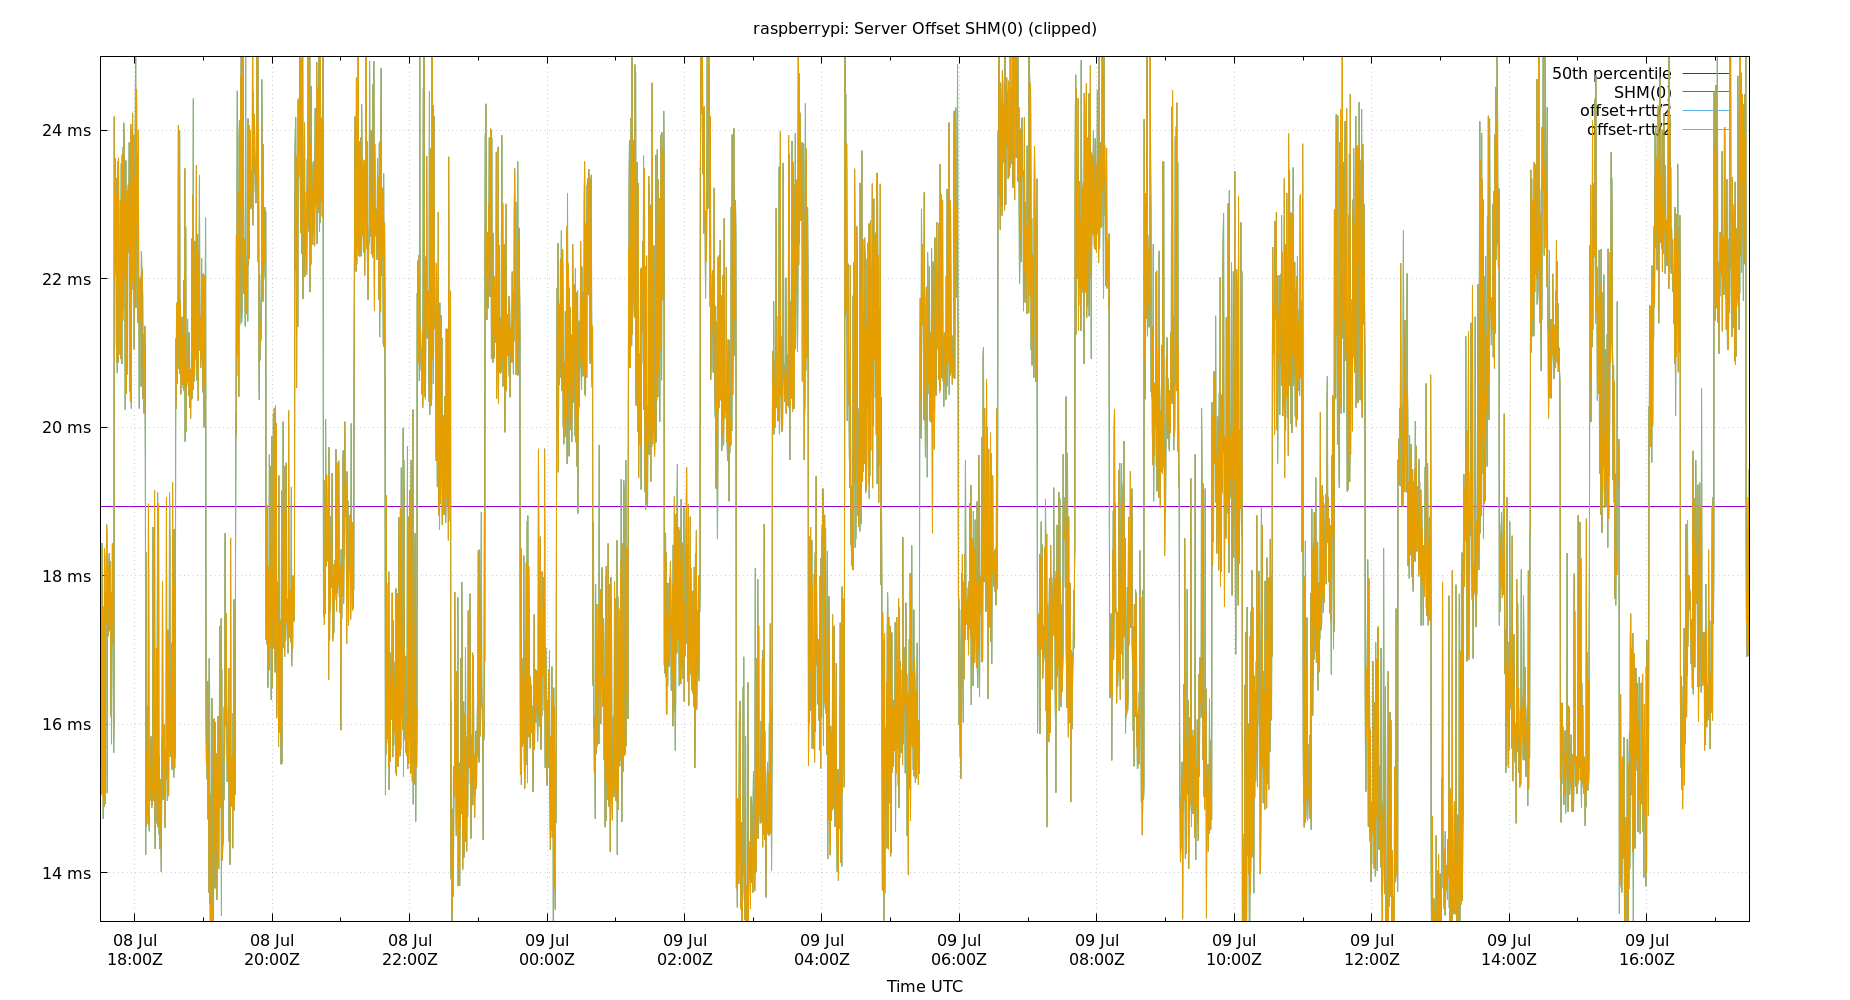 raspberrypi: Server Offset SHM(0) (clipped)
50th percentile
SHM(0)
offset+rtt/2
offset-rtt/2
24 ms
22 ms
20 ms
18 ms
16 ms
14 ms
08 Jul 08 Jul 08 Jul 09 Jul 09 Jul 09 Jul 09 Jul 09 Jul 09 Jul 09 Jul 09 Jul 09 Jul
18:00Z 20:00Z 22:00Z 00:00Z 02:00Z 04:00Z 06:00Z 08:00Z 10:00Z 12:00Z 14:00Z 16:00Z
Time UTC